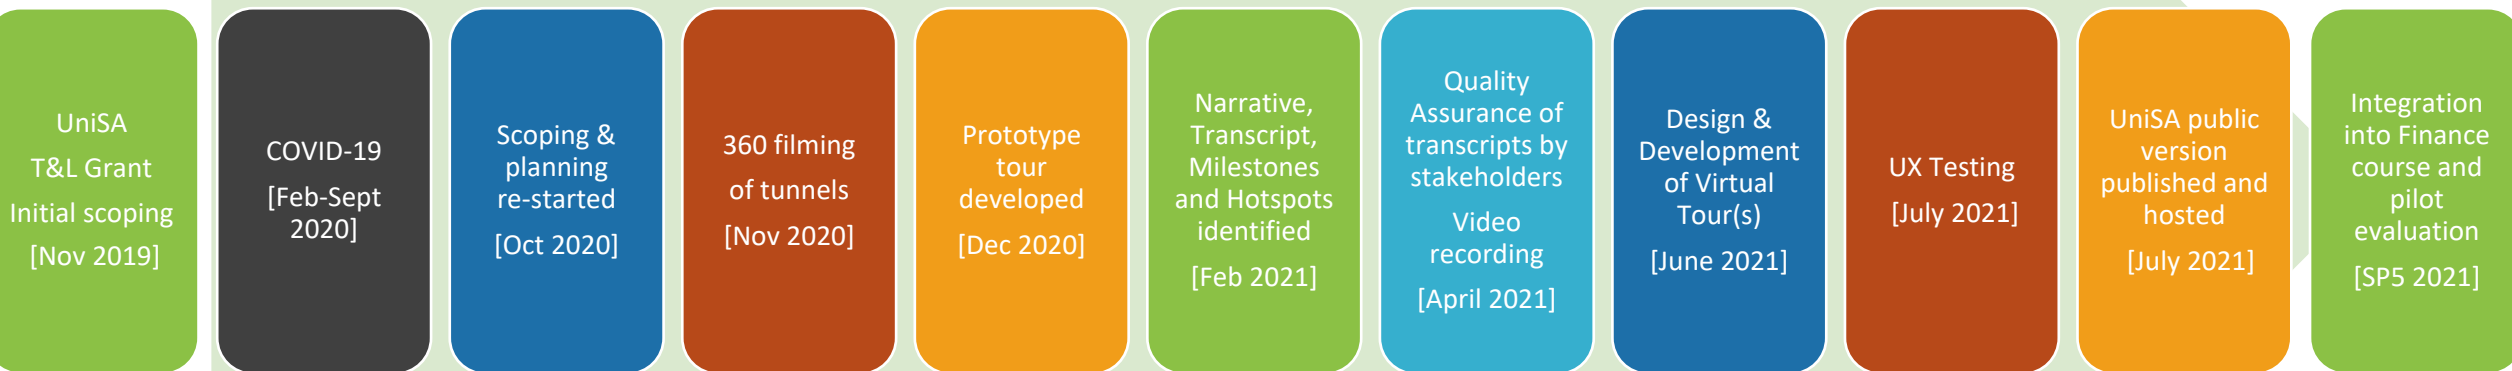 UniSA
T&L Grant
Initial scoping
[Nov 2019]
COVID-19
[Feb-Sept
2020]
Scoping &
planning
re-started
[Oct 2020]
360 filming
of tunnels
[Nov 2020]
Prototype
tour
developed
[Dec 2020]
Narrative,
Transcript,
Milestones
and Hotspots
identified
[Feb 2021]
Quality
Assurance of
transcripts by
stakeholders
Video
recording
[April 2021]
Design &
Development
of Virtual
Tour(s)
[June 2021]
UX Testing
[July 2021]
UniSA public
version
published and
hosted
[July 2021]
Integration
into Finance
course and
pilot
evaluation
[SP5 2021]